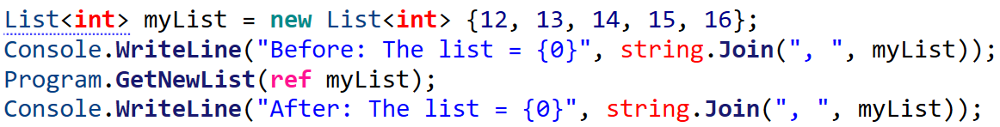 List<int> myList = new List<int> {12, 13, 14, 15, 16};
Console.WriteLine("Before: The list = {0}", string.Join(", ", myList));
Program.GetNewList(ref myList);
Console.WriteLine("After: The list = {0}", string.Join(", ", myList));